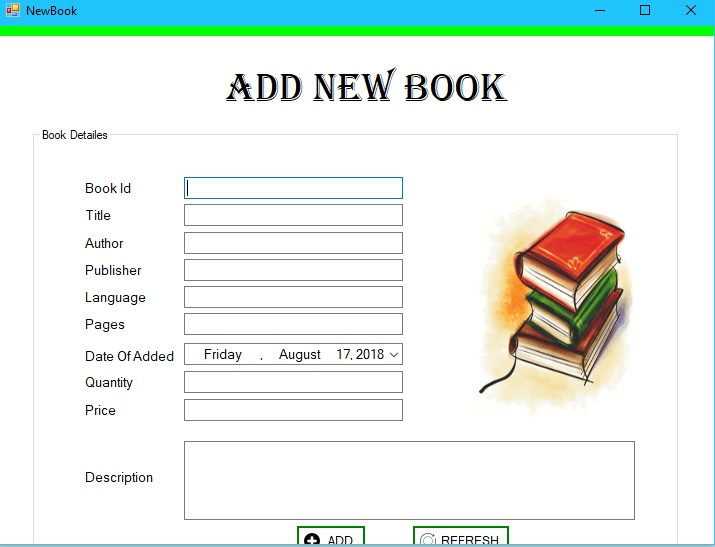 NewBook
ADD NEW BOOK
Book Detailes
Book Id
Title
Author
Publisher
Language
Pages
Date Of Added Friday , August 17, 2018
Quantity
Price
Description
ADD REFRESH